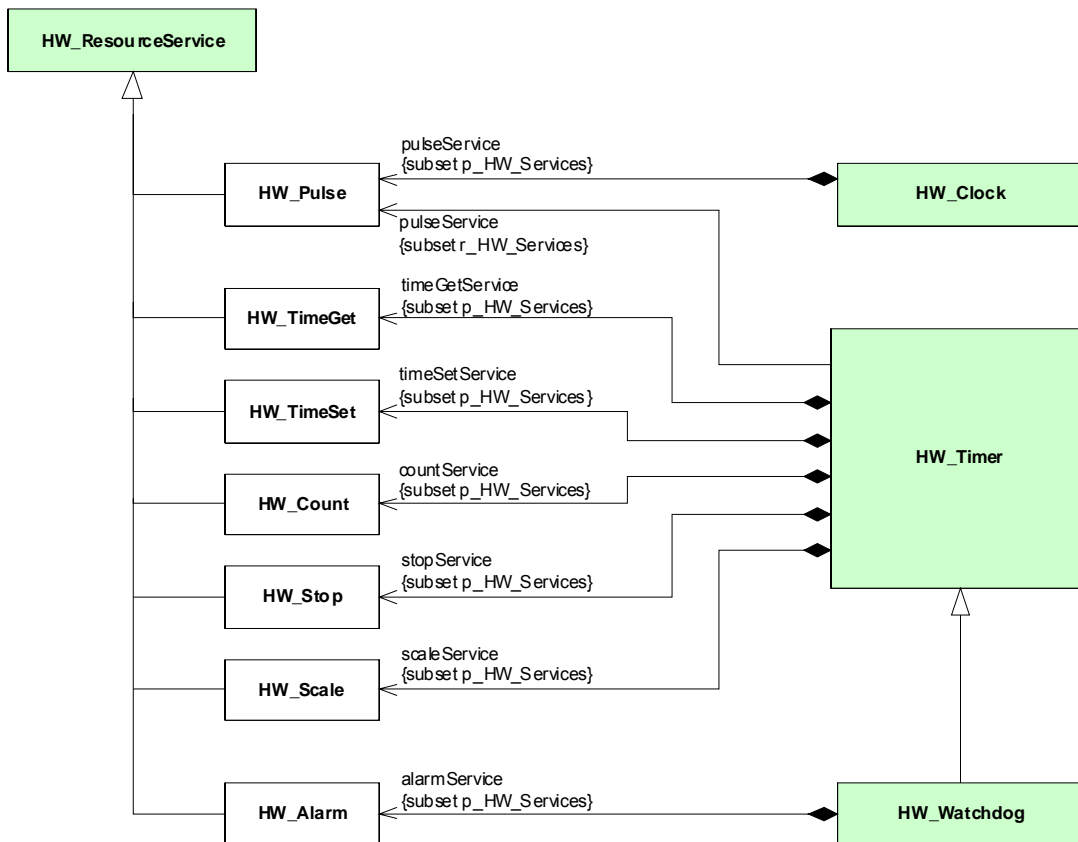 HW_ResourceService
pulseService
{subset p_HW_Services}
HW_Pulse
HW_Clock
pulseService
{subset r_HW_Services}
timeGetService
{subset p_HW_Services}
HW_TimeGet
timeSetService
{subset p_HW_Services}
HW_TimeSet
HW_Timer
countService
{subset p_HW_Services}
HW_Count
stopService
{subset p_HW_Services}
HW_Stop
scaleService
{subset p_HW_Services}
HW_Scale
alarmService
{subset p_HW_Services}
HW_Alarm
HW_Watchdog